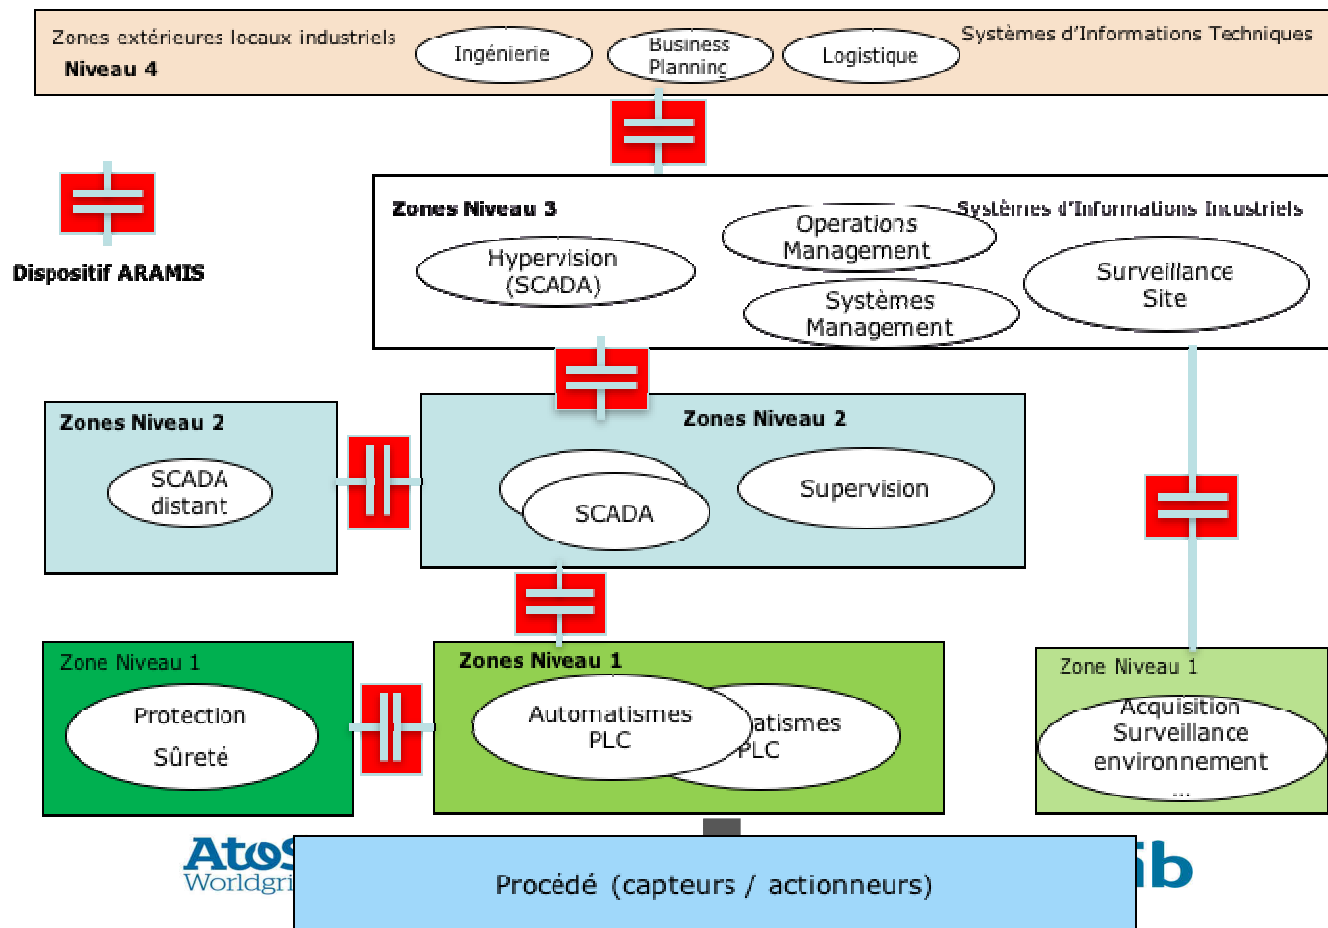 Zones extérieures locaux industriels
Niveau 4
Ingénierie
Business
Planning
Logistique
Systèmes d'Informations Techniques
Dispositif ARAMIS
Zones Niveau 3
Systèmes d'Informations Industriels
Hypervision
(SCADA)
Operations
Management
Systèmes
Management
Surveillance
Site
Zones Niveau 2
SCADA
distant
Zones Niveau 2
SCADA
Supervision
Zone Niveau 1
Protection
Sûreté
Zones Niveau 1
Automatismes
PLC
atismes
PLC
Zone Niveau 1
Acquisition
Surveillance
environnement
...
Atos
Worldgri
Procédé (capteurs / actionneurs)